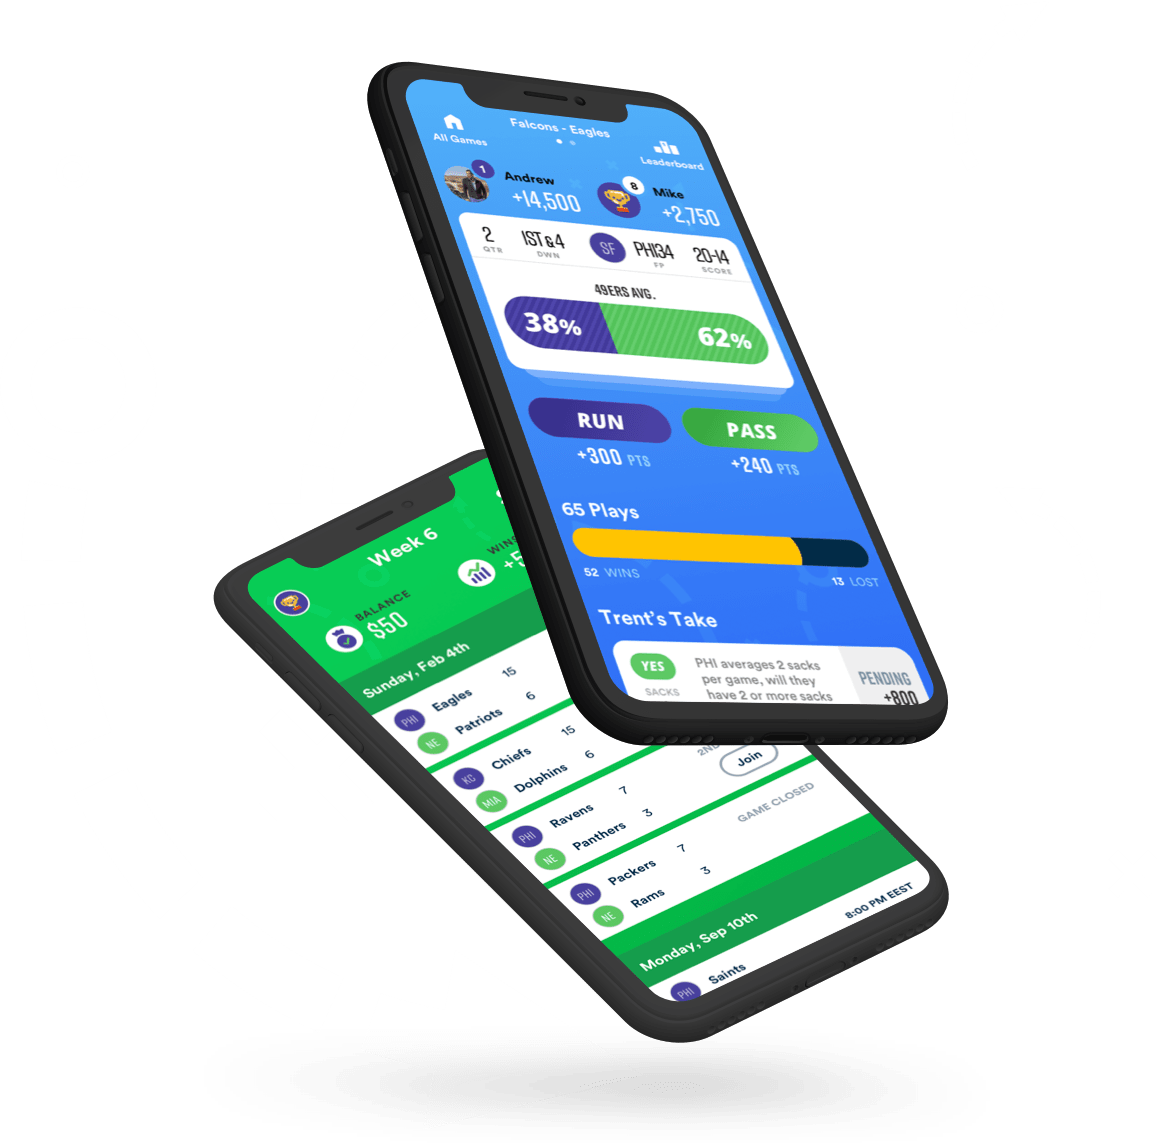 Falcons - Eagles
All Games
Leaderboard
1
Andrew
+14,500
8
Mike
+2,750
2
QTR
1ST & 4
DWN
SF
PHI34
FP
20-14
SCORE
49ERS AVG.
38%
62%
RUN
PASS
+300 PTS
+240 PTS
65 Plays
52 WINS
13 LOST
Trent's Take
YES
SACKS
PHI averages 2 sacks
per game, will they
have 2 or more sacks
PENDING
+800
Week 6
BALANCE
$50
WINS
Sunday, Feb 4th
PHI Eagles 15
NE Patriots 6
KC Chiefs 15
MIA Dolphins 6
PHI Ravens 7
NE Panthers 3
2ND
Join
PHI Packers 7
NE Rams 3
GAME CLOSED
Monday, Sep 10th
8:00 PM EEST
PHI Saints